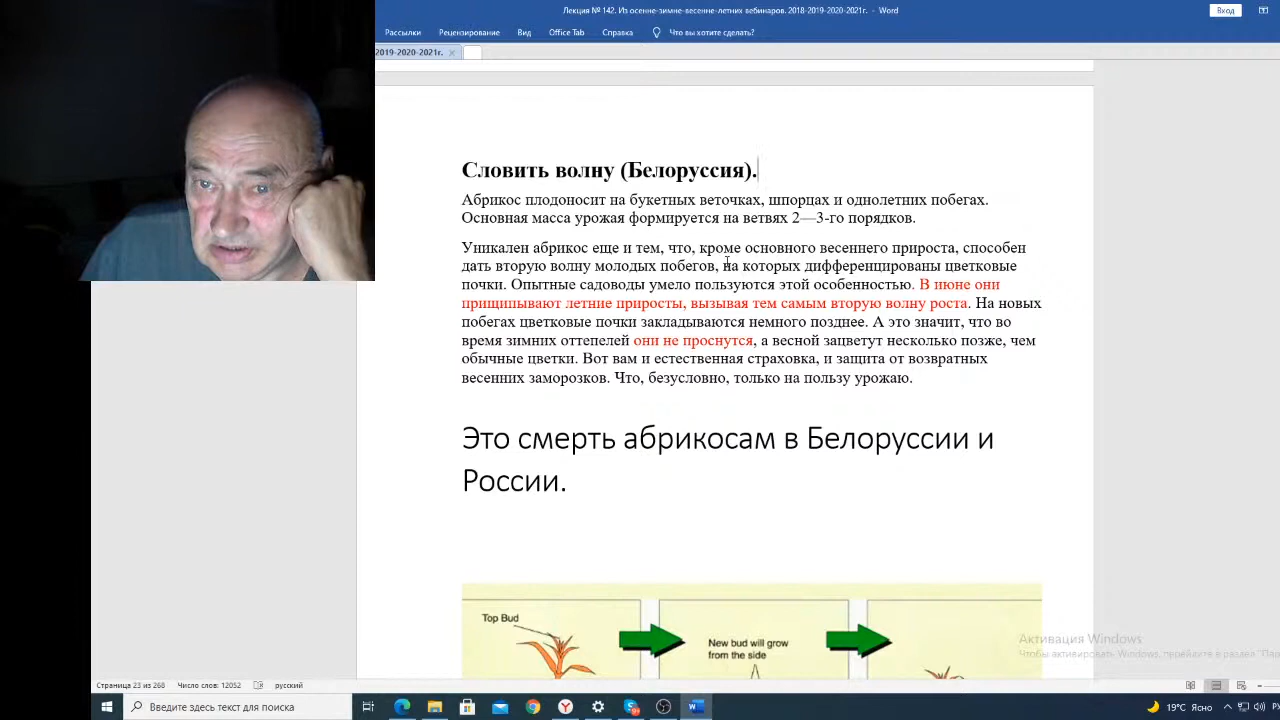 Лекция № 142. Из осенне-зимне-весенне-летних вебинаров. 2018-2019-2020-2021г. - Word
Вход
Рассылки Рецензирование Вид Office Tab Справка Что вы хотите сделать?
2019-2020-2021г.
Словить волну (Белоруссия).
Абрикос плодоносит на букетных веточках, шпорцах и однолетних побегах.
Основная масса урожая формируется на ветвях 2—3-го порядков.
Уникален абрикос еще и тем, что, кроме основного весеннего прироста, способен
дать вторую волну молодых побегов, на которых дифференцированы цветковые
почки. Опытные садоводы умело пользуются этой особенностью. В июне они
прищипывают летние приросты, вызывая тем самым вторую волну роста. На новых
побегах цветковые почки закладываются немного позднее. А это значит, что во
время зимних оттепелей они не проснутся, а весной зацветут несколько позже, чем
обычные цветки. Вот вам и естественная страховка, и защита от возвратных
весенних заморозков. Что, безусловно, только на пользу урожаю.
Это смерть абрикосам в Белоруссии и
России.
Top Bud
New bud will grow
from the side
Активация Windows
Чтобы активировать Windows, перейдите в раздел "Пар
Страница 23 из 268 Число слов: 12052 русский
Введите здесь текст для поиска
19°C Ясно